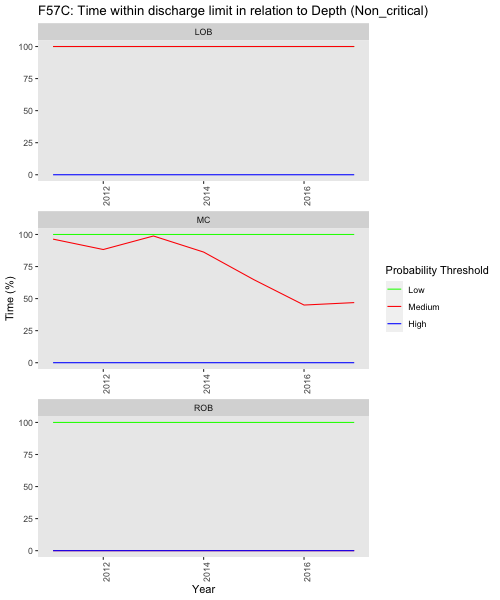 F57C: Time within discharge limit in relation to Depth (Non_critical)
LOB
100
75
50
25
0
2012
2014
2016
MC
100
75
50
25
0
2012
2014
2016
Time (%)
Probability Threshold
Low
Medium
High
ROB
100
75
50
25
0
2012
2014
2016
Year